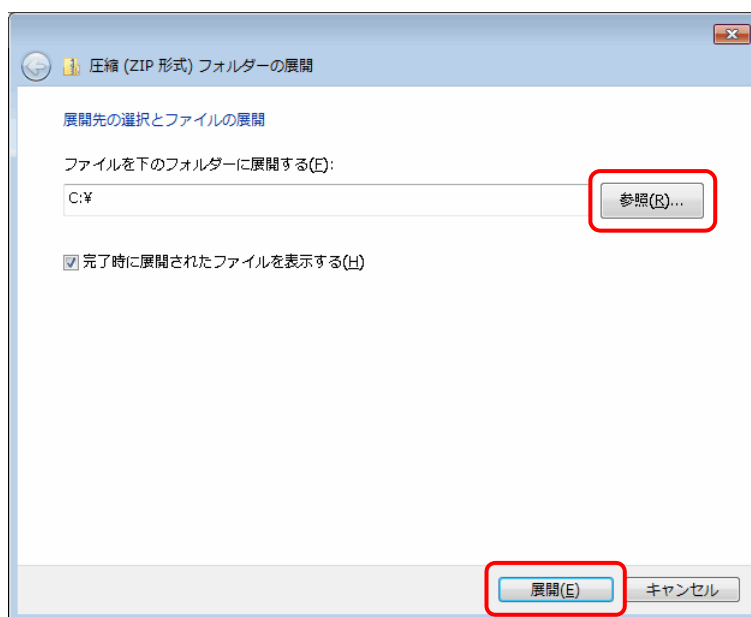 圧縮 (ZIP 形式) フォルダーの展開
展開先の選択とファイルの展開
ファイルを下のフォルダーに展開する(F):
C:¥
参照(R)...
完了時に展開されたファイルを表示する(H)
展開(E)
キャンセル